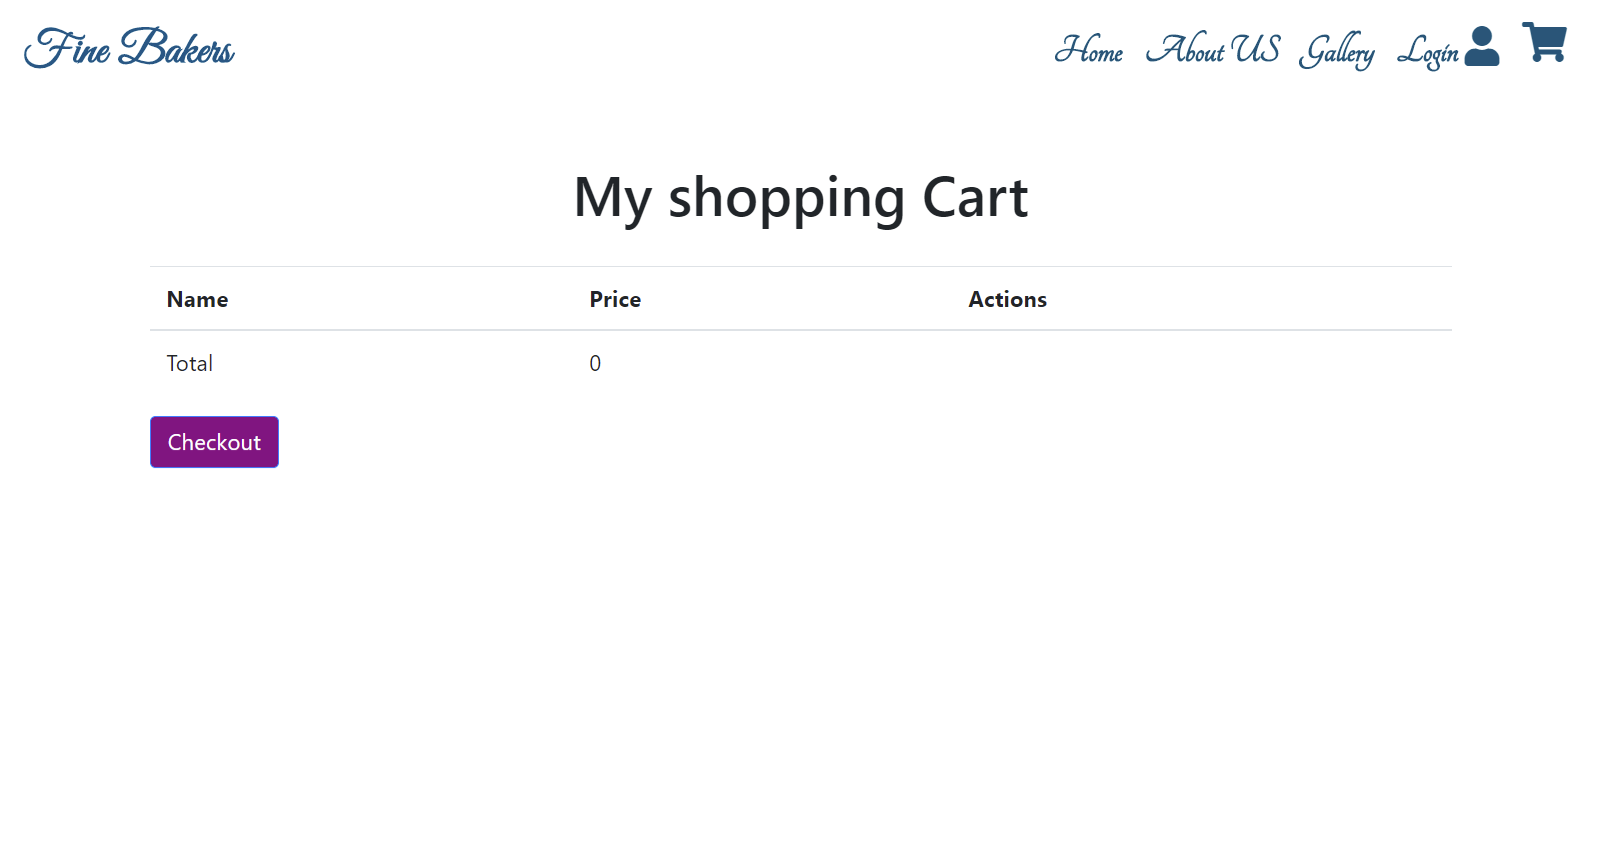 Fine Bakers
Home About US Gallery Login
My shopping Cart
Name Price Actions
Total 0
Checkout